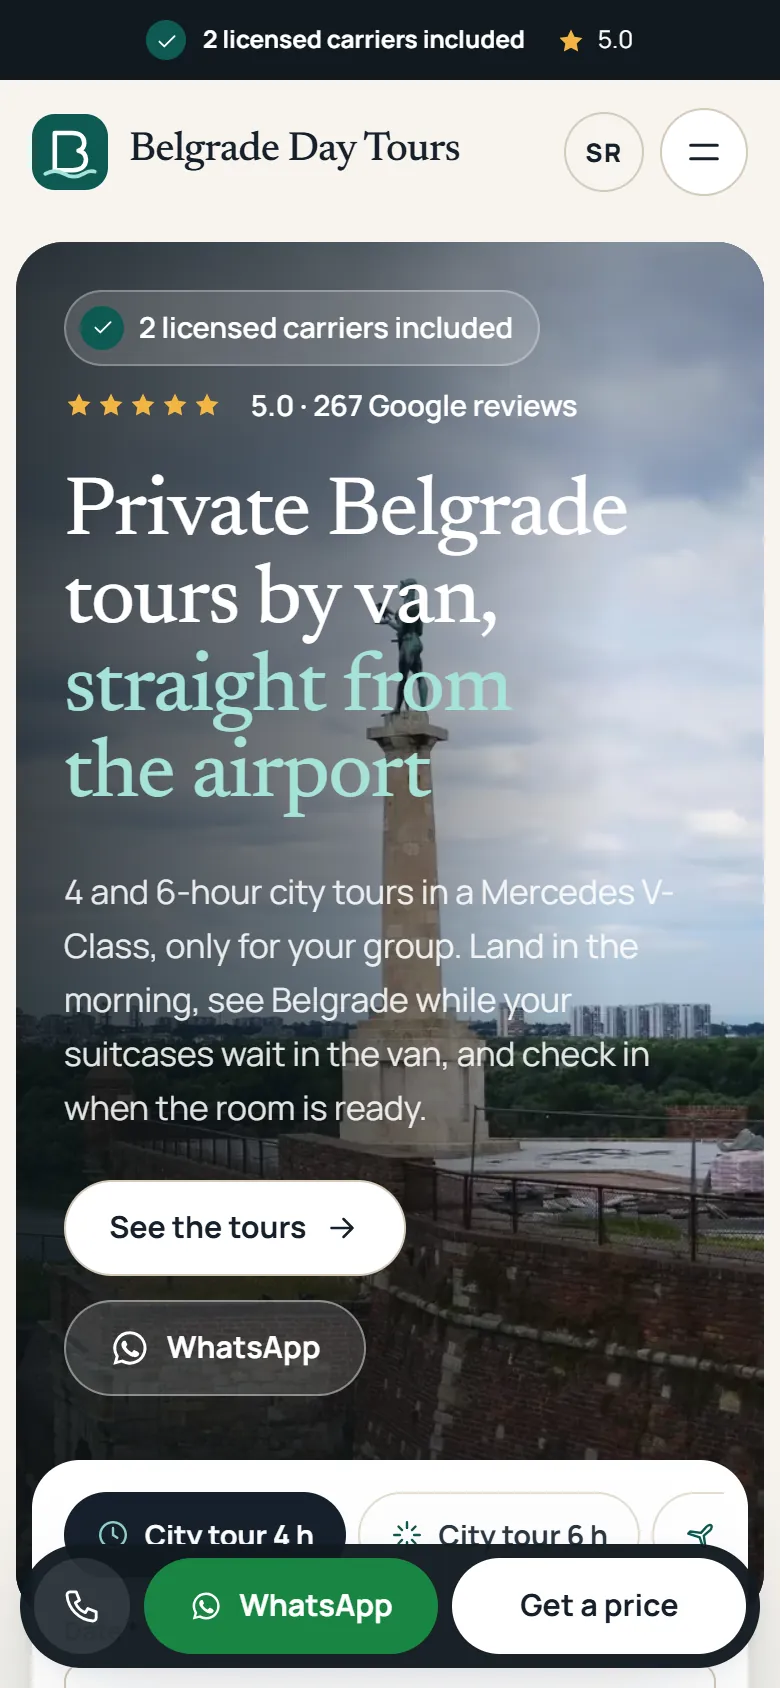 2 licensed carriers included 5.0
Belgrade Day Tours SR
2 licensed carriers included
5.0 · 267 Google reviews
Private Belgrade
tours by van,
straight from
the airport
4 and 6-hour city tours in a Mercedes V-
Class, only for your group. Land in the
morning, see Belgrade while your
suitcases wait in the van, and check in
when the room is ready.
See the tours
WhatsApp
City tour 4 h City tour 6 h
WhatsApp Get a price